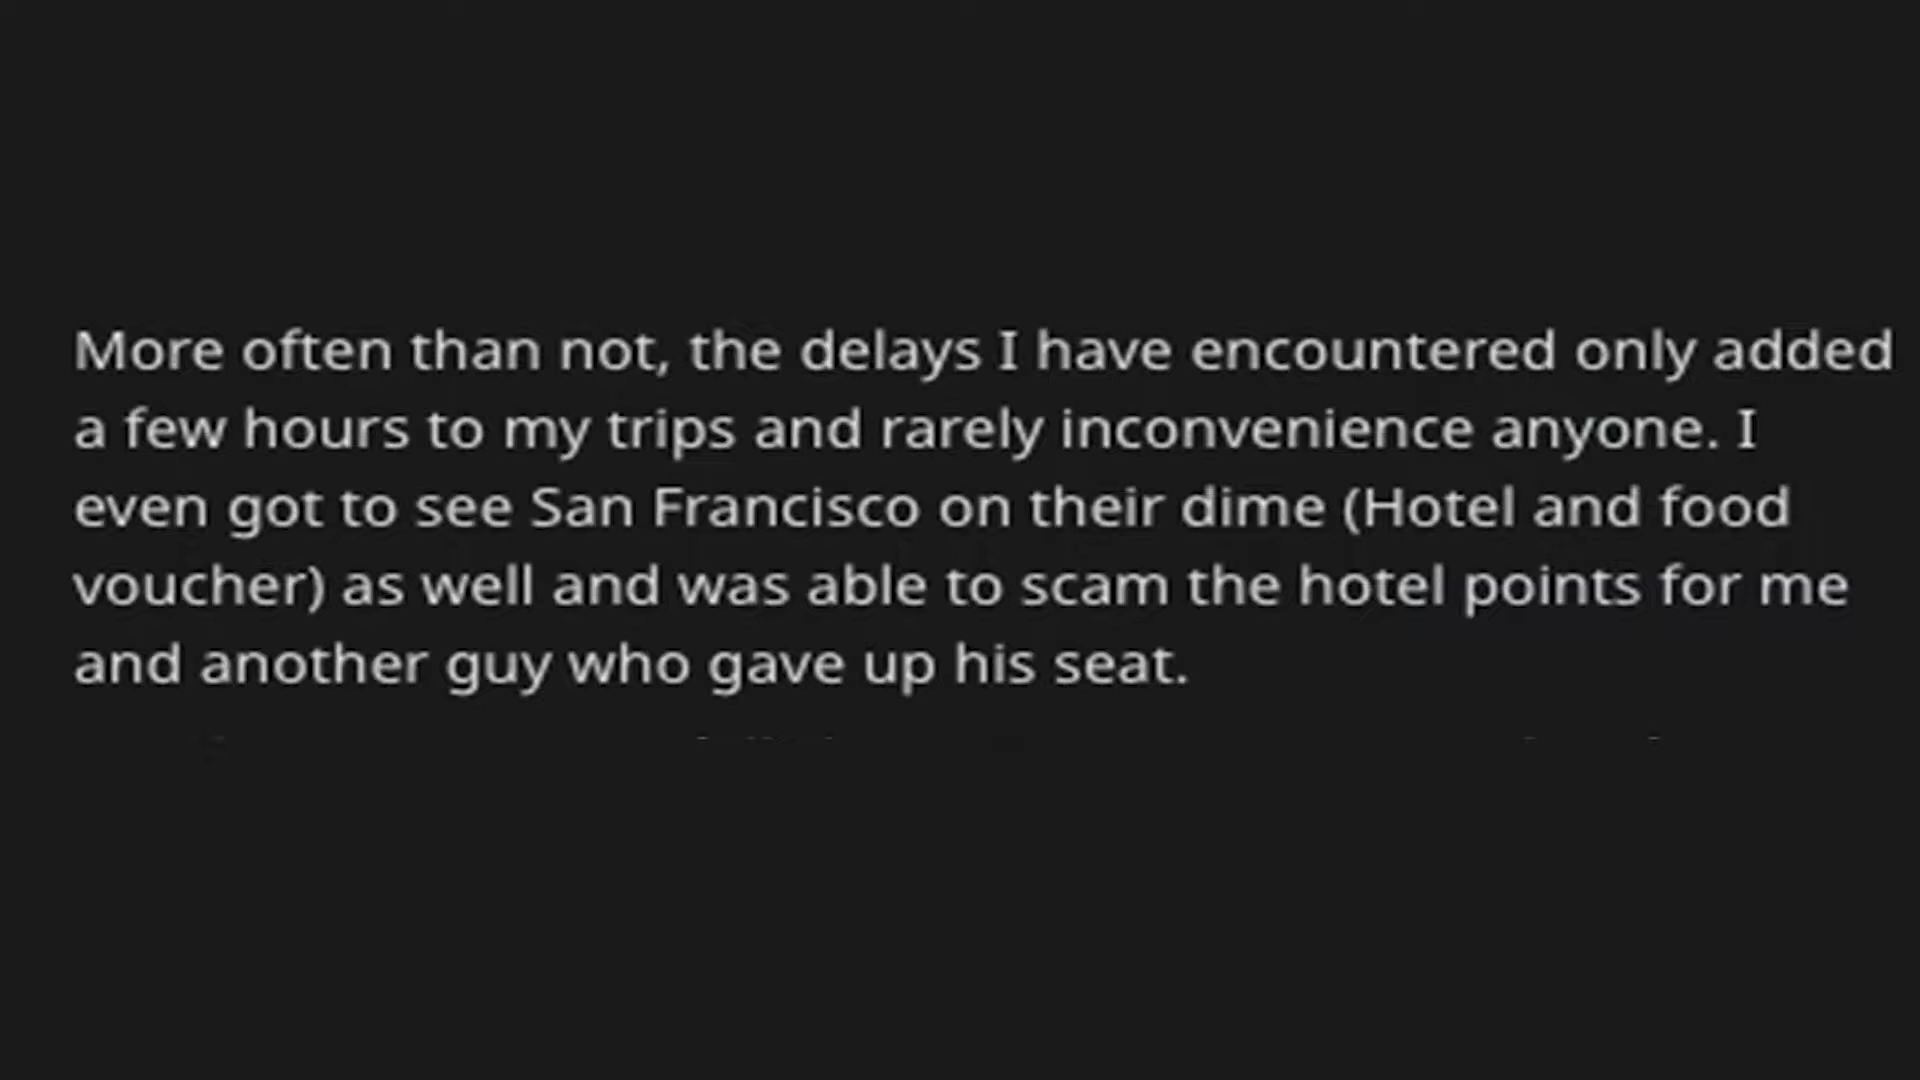 More often than not, the delays I have encountered only added
a few hours to my trips and rarely inconvenience anyone. I
even got to see San Francisco on their dime (Hotel and food
voucher) as well and was able to scam the hotel points for me
and another guy who gave up his seat.